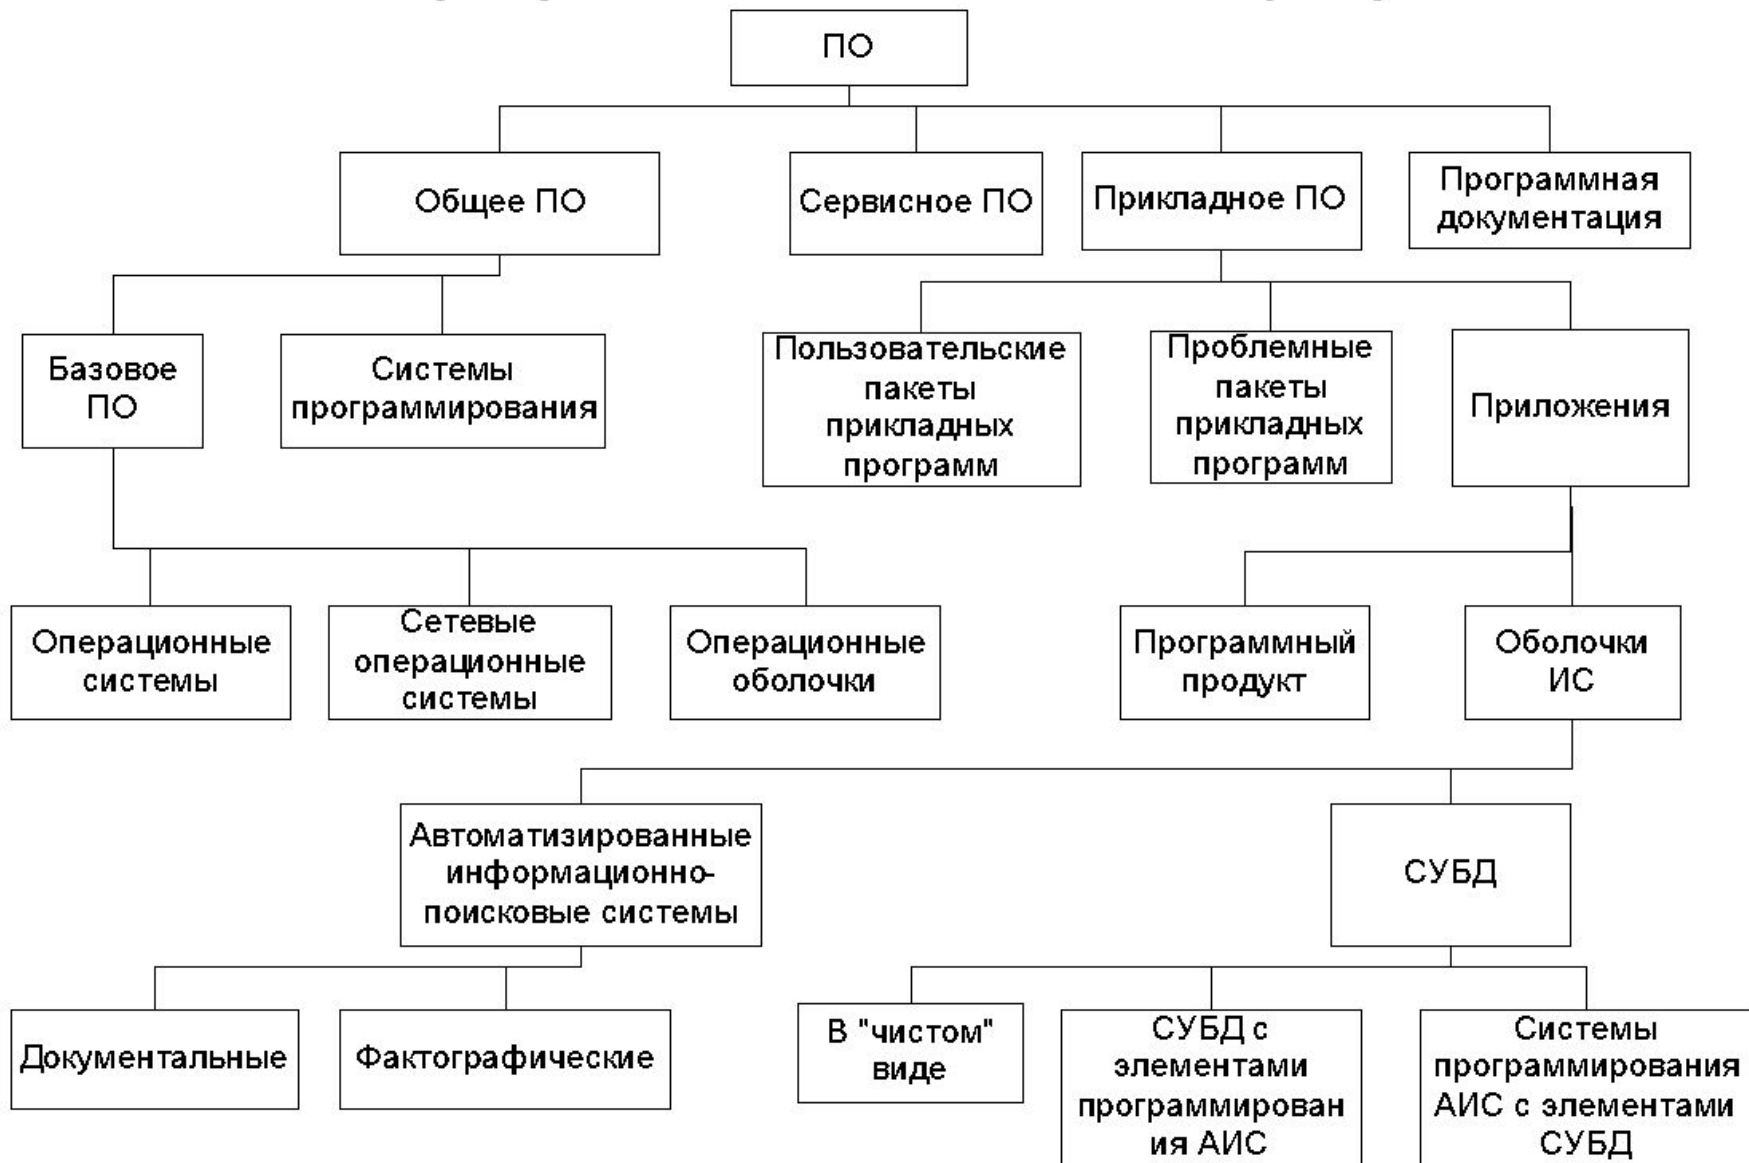 ПО
Общее ПО
Сервисное ПО
Прикладное ПО
Программная
документация
Базовое
ПО
Системы
программирования
Пользовательские
пакеты
прикладных
программ
Проблемные
пакеты
прикладных
программ
Приложения
Операционные
системы
Сетевые
операционные
системы
Операционные
оболочки
Программный
продукт
Оболочки
ИС
Автоматизированные
информационно-
поисковые системы
СУБД
Документальные
Фактографические
В "чистом"
виде
СУБД с
элементами
программирован
ия АИС
Системы
программирования
АИС с элементами
СУБД